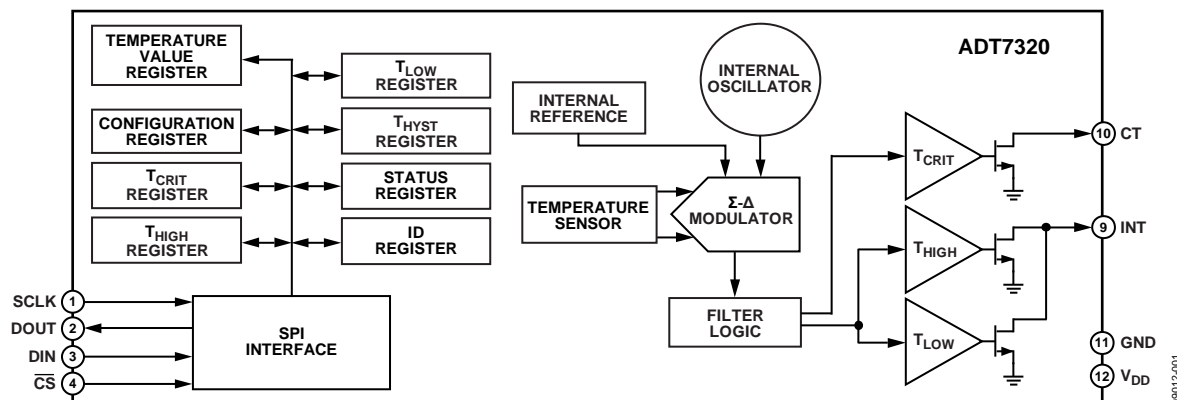 ADT7320
TEMPERATURE
VALUE
REGISTER
TLOW
REGISTER
CONFIGURATION
REGISTER
THYST
REGISTER
TCRIT
REGISTER
STATUS
REGISTER
THIGH
REGISTER
ID
REGISTER
INTERNAL
REFERENCE
INTERNAL
OSCILLATOR
TEMPERATURE
SENSOR
Σ-Δ
MODULATOR
FILTER
LOGIC
TCRIT
THIGH
TLOW
10 CT
9 INT
11 GND
12 VDD
SCLK 1
DOUT 2
DIN 3
C̅S̅ 4
SPI
INTERFACE
09012-001